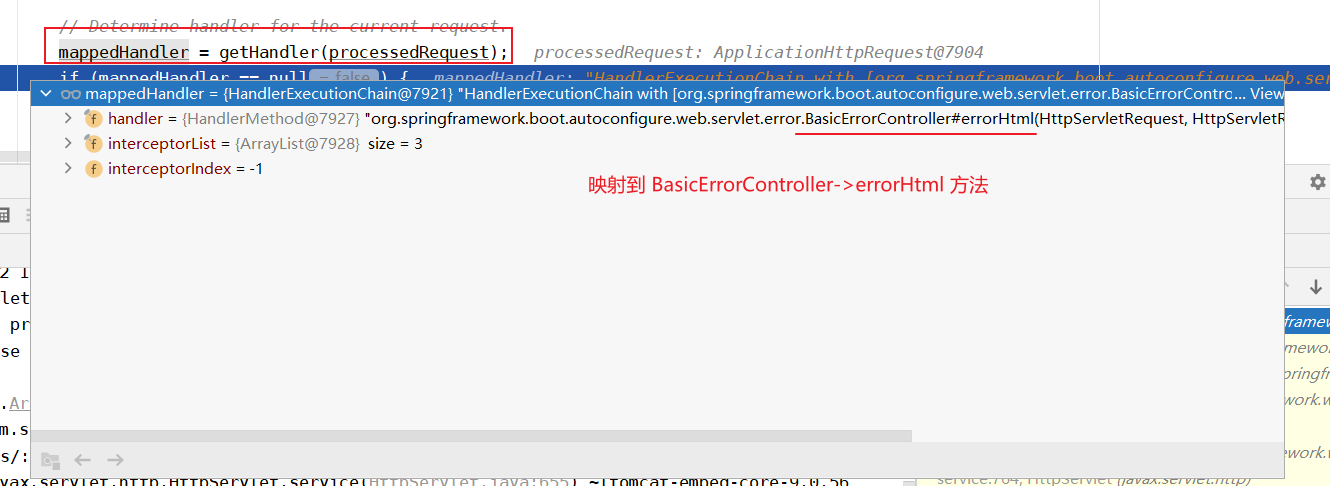 // Determine handler for the current request.
mappedHandler = getHandler(processedRequest); processedRequest: ApplicationHttpRequest@7904
if (mappedHandler == null = false ) { mappedHandler: "HandlerExecutionChain with [org.springframework.boot.autoconfigure.web.ser
mappedHandler = {HandlerExecutionChain@7921} "HandlerExecutionChain with [org.springframework.boot.autoconfigure.web.servlet.error.BasicErrorContro... View
handler = {HandlerMethod@7927} "org.springframework.boot.autoconfigure.web.servlet.error.BasicErrorController#errorHtml(HttpServletRequest, HttpServletR
interceptorList = {ArrayList@7928} size = 3
interceptorIndex = -1
映射到 BasicErrorController->errorHtml 方法
let
pr
se
.Ar
m.s
s/:
framew
mework.
pringfr
work.w
ework.w
vax.servlet.http.HttpServlet.service(HttpServlet.java:655) ~[tomcat-embed-core-9.0.56
service:764, HttpServlet (javax.servlet.http)